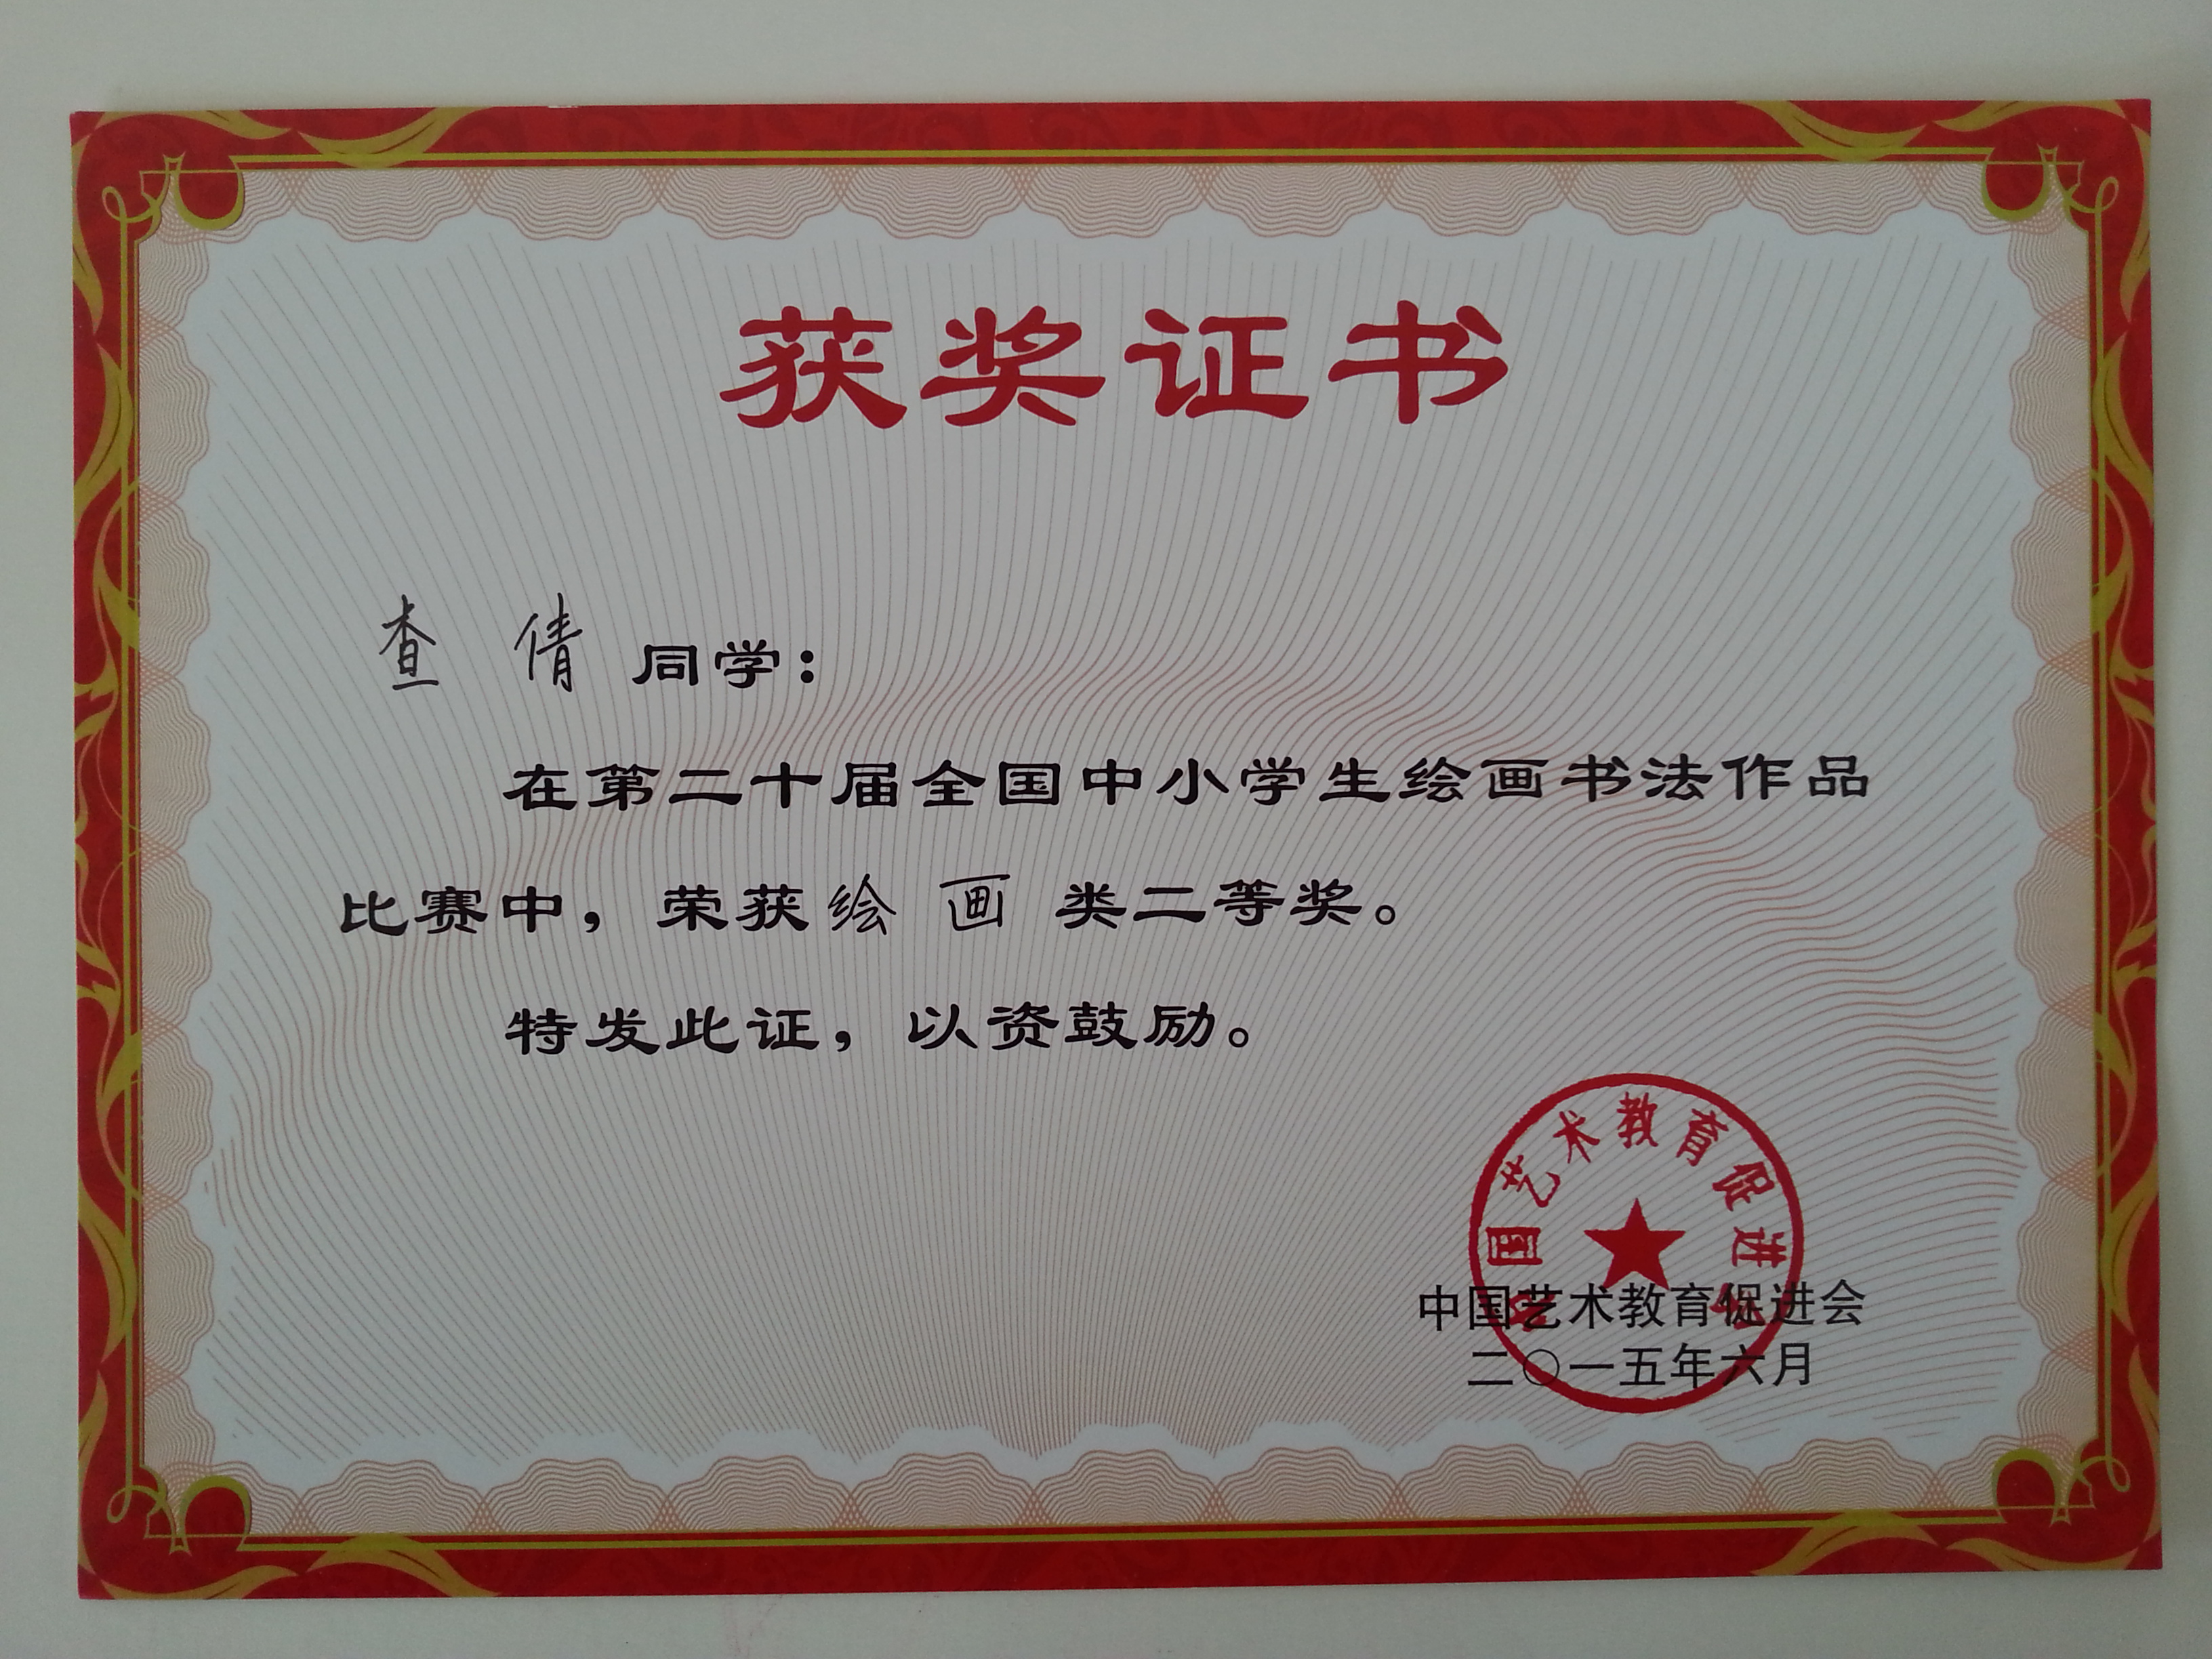 获奖证书
查 倩 同学：
在第二十届全国中小学生绘画书法作品
比赛中，荣获绘 画 类二等奖。
特发此证，以资鼓励。
中国艺术教育促进会
中国艺术教育促进会
二〇一五年六月